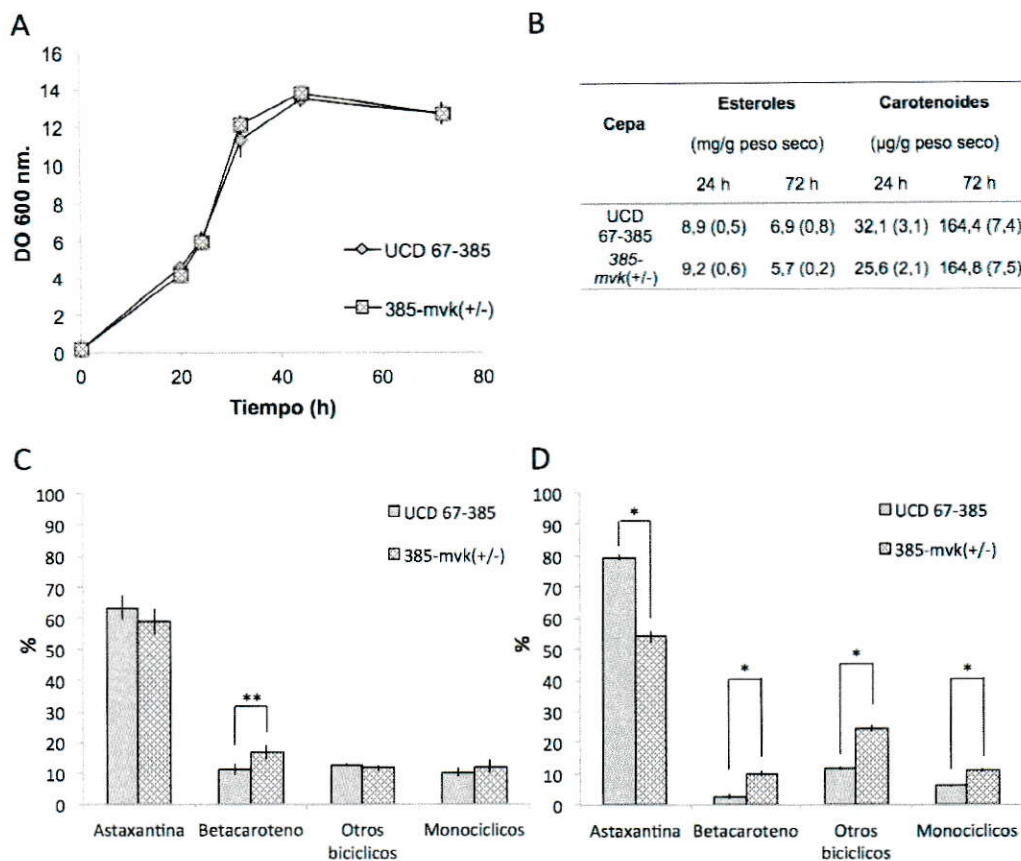 A
16
14
12
10
8
6
4
2
0
DO 600 nm.
0 20 40 60 80
Tiempo (h)
UCD 67-385
385-mvk(+/-)
B
Cepa
Esteroles
Carotenoides
(mg/g peso seco)
(µg/g peso seco)
24 h 72 h 24 h 72 h
UCD
67-385
8,9 (0,5) 6,9 (0,8) 32,1 (3,1) 164,4 (7,4)
385-
mvk(+/-)
9,2 (0,6) 5,7 (0,2) 25,6 (2,1) 164,8 (7,5)
C
100
90
80
70
60
50
40
30
20
10
0
%
UCD 67-385
385-mvk(+/-)
**
Astaxantina Betacaroteno Otros Monociclicos
biciclicos
D
100
90
80
70
60
50
40
30
20
10
0
%
UCD 67-385
385-mvk(+/-)
*
*
*
*
Astaxantina Betacaroteno Otros Monociclicos
biciclicos